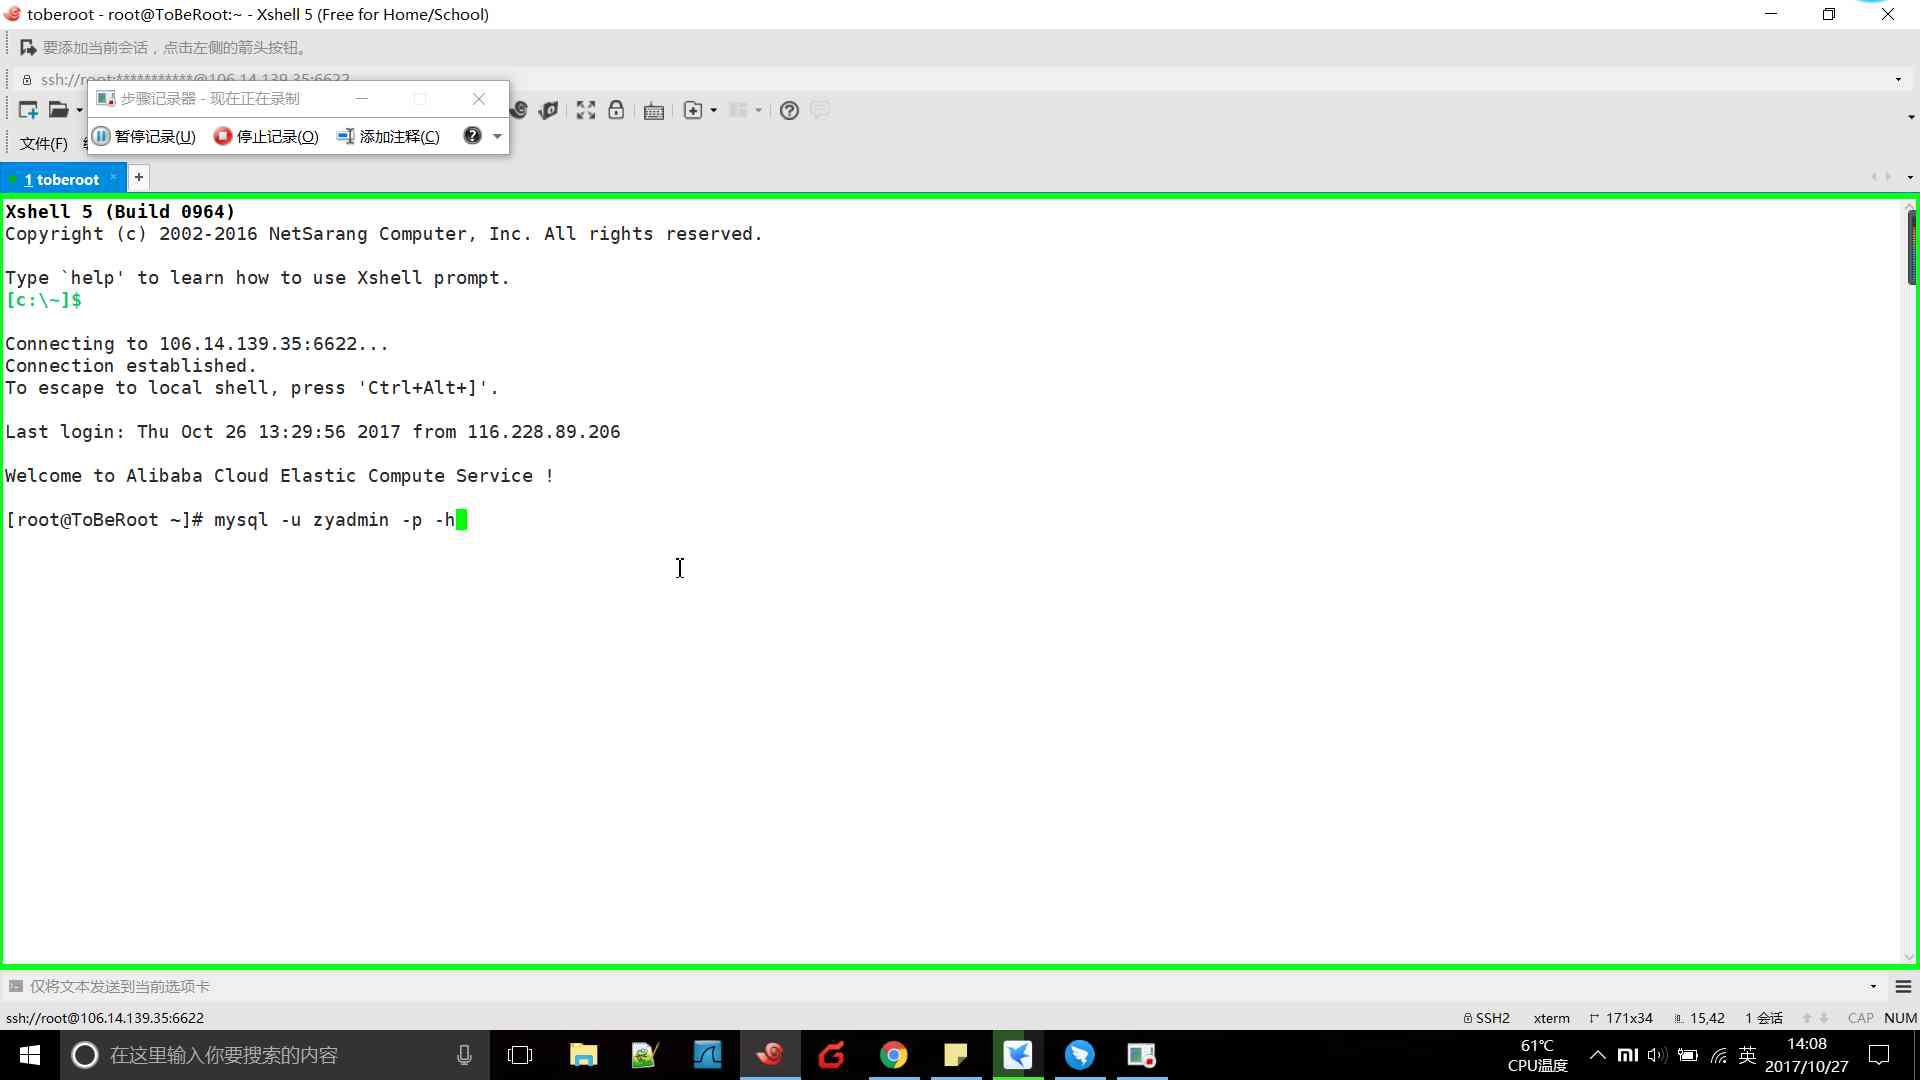 toberoot - root@ToBeRoot:~ - Xshell 5 (Free for Home/School)
要添加当前会话，点击左侧的箭头按钮。
ssh://root:***********@106.14.139.35:6622
步骤记录器 - 现在正在录制
暂停记录(U) 停止记录(O) 添加注释(C)
文件(F)
1 toberoot
+
Xshell 5 (Build 0964)
Copyright (c) 2002-2016 NetSarang Computer, Inc. All rights reserved.
Type `help' to learn how to use Xshell prompt.
[c:\~]$
Connecting to 106.14.139.35:6622...
Connection established.
To escape to local shell, press 'Ctrl+Alt+]'.
Last login: Thu Oct 26 13:29:56 2017 from 116.228.89.206
Welcome to Alibaba Cloud Elastic Compute Service !
[root@ToBeRoot ~]# mysql -u zyadmin -p -h
仅将文本发送到当前选项卡
ssh://root@106.14.139.35:6622 SSH2 xterm 171x34 15,42 1 会话 CAP NUM
在这里输入你要搜索的内容
61℃
CPU温度
英
14:08
2017/10/27